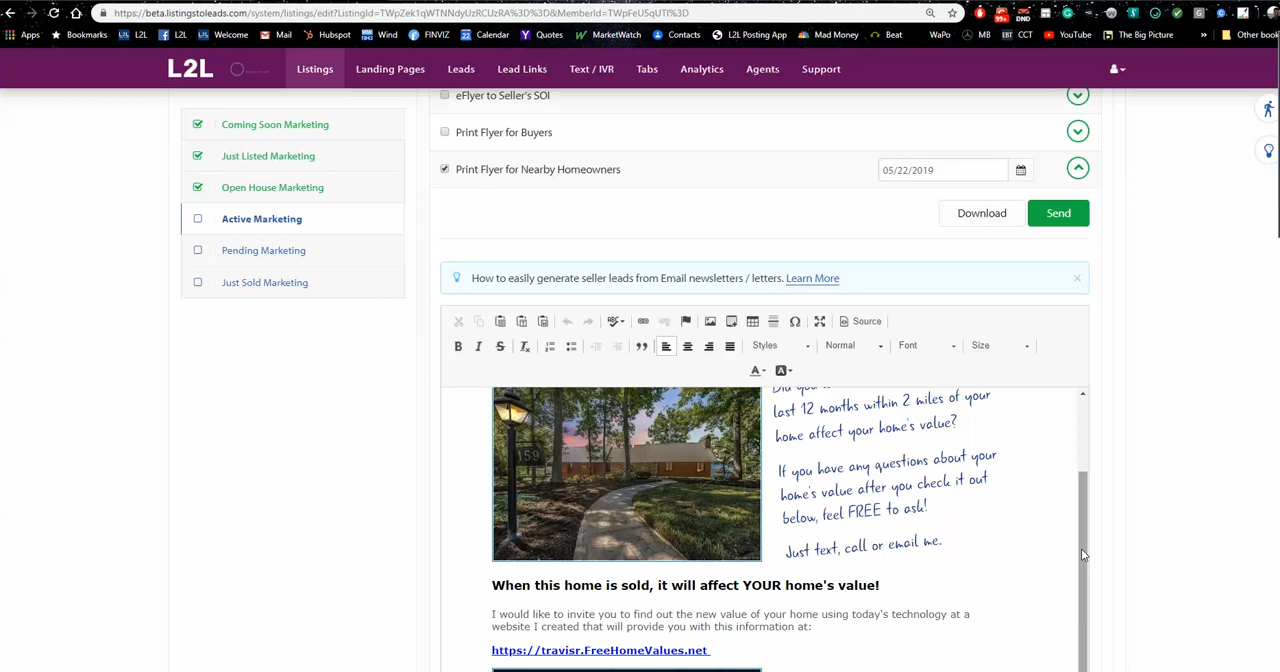 https://beta.listingstoleads.com/system/listings/edit?ListingId=TWpZek1qWTNNdyUzRCUzRA%3D%3D&MemberId=TWpFeU5qUTI%3D
Apps Bookmarks L2L L2L Welcome Mail Hubspot Wind FINVIZ Calendar Quotes MarketWatch Contacts L2L Posting App Mad Money Beat WaPo MB CCT YouTube The Big Picture » Other book
L2L Listings Landing Pages Leads Lead Links Text / IVR Tabs Analytics Agents Support
eFlyer to Seller's SOI
Coming Soon Marketing
Print Flyer for Buyers
Just Listed Marketing
Print Flyer for Nearby Homeowners 05/22/2019
Open House Marketing
Active Marketing
Download Send
Pending Marketing
Just Sold Marketing
How to easily generate seller leads from Email newsletters / letters. Learn More ×
Source
B I S Styles Normal Font Size
A A
last 12 months within 2 miles of your
home affect your home's value?
159
If you have any questions about your
home's value after you check it out
below, feel FREE to ask!
Just text, call or email me.
When this home is sold, it will affect YOUR home's value!
I would like to invite you to find out the new value of your home using today's technology at a
website I created that will provide you with this information at:
https://travisr.FreeHomeValues.net